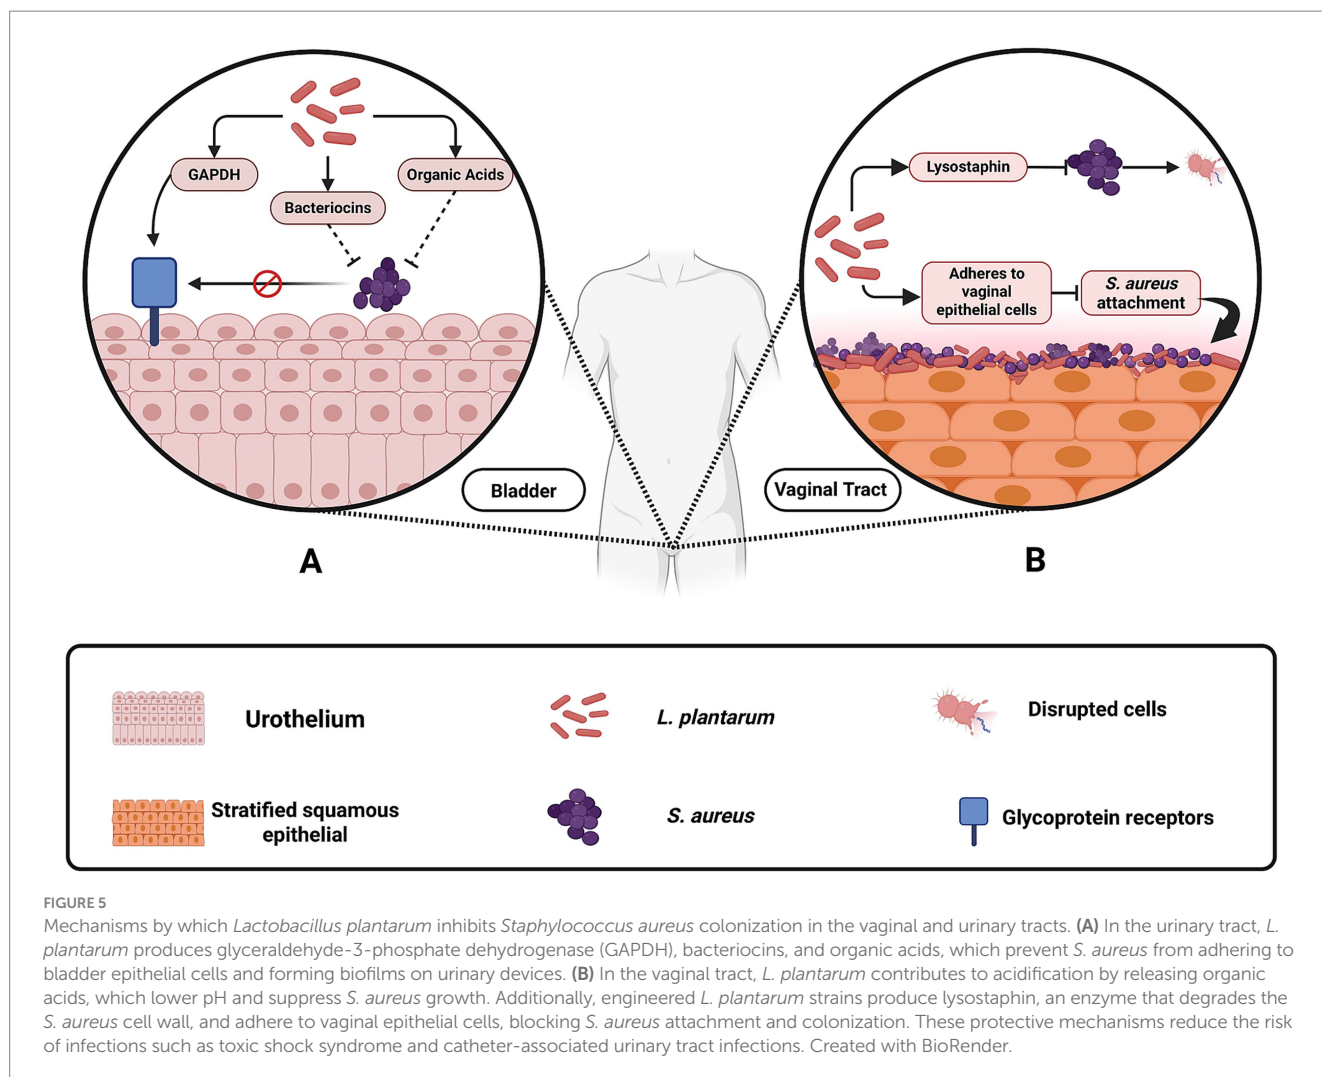 GAPDH
Organic Acids
Bacteriocins
Lysostaphin
Adheres to
vaginal
epithelial cells
S. aureus
attachment
Bladder
Vaginal Tract
A
B
Urothelium
L. plantarum
Disrupted cells
Stratified squamous
epithelial
S. aureus
Glycoprotein receptors
FIGURE 5
Mechanisms by which Lactobacillus plantarum inhibits Staphylococcus aureus colonization in the vaginal and urinary tracts. (A) In the urinary tract, L.
plantarum produces glyceraldehyde-3-phosphate dehydrogenase (GAPDH), bacteriocins, and organic acids, which prevent S. aureus from adhering to
bladder epithelial cells and forming biofilms on urinary devices. (B) In the vaginal tract, L. plantarum contributes to acidification by releasing organic
acids, which lower pH and suppress S. aureus growth. Additionally, engineered L. plantarum strains produce lysostaphin, an enzyme that degrades the
S. aureus cell wall, and adhere to vaginal epithelial cells, blocking S. aureus attachment and colonization. These protective mechanisms reduce the risk
of infections such as toxic shock syndrome and catheter-associated urinary tract infections. Created with BioRender.